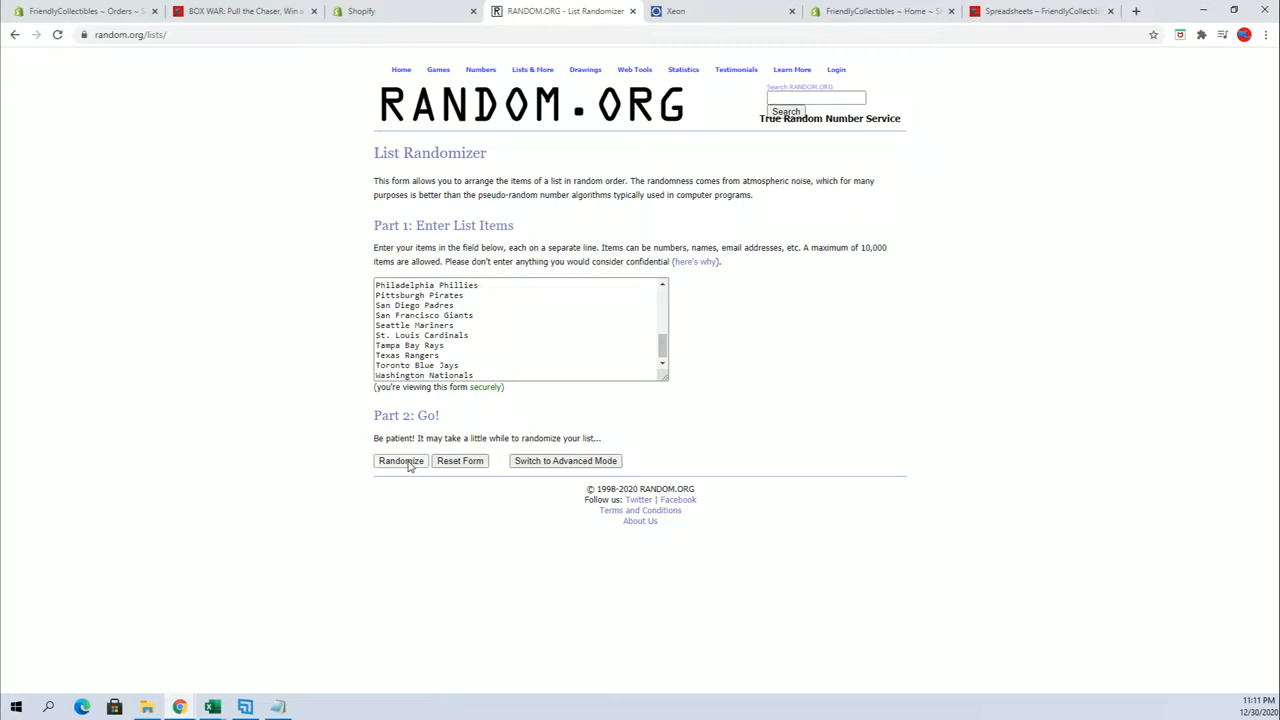 FriendlyCollectibles ~ Orders ~ S
BOX WAR: Pull the Chaser, Win a
Shopify
RANDOM.ORG - List Randomizer
Xeon
FriendlyCollectibles ~ Home ~ S
Spreadsheets – FriendlyCollectibl
random.org/lists/
Home Games Numbers Lists & More Drawings Web Tools Statistics Testimonials Learn More Login
Search RANDOM.ORG
RANDOM.ORG
Search
True Random Number Service
List Randomizer
This form allows you to arrange the items of a list in random order. The randomness comes from atmospheric noise, which for many
purposes is better than the pseudo-random number algorithms typically used in computer programs.
Part 1: Enter List Items
Enter your items in the field below, each on a separate line. Items can be numbers, names, email addresses, etc. A maximum of 10,000
items are allowed. Please don't enter anything you would consider confidential (here's why).
Philadelphia Phillies
Pittsburgh Pirates
San Diego Padres
San Francisco Giants
Seattle Mariners
St. Louis Cardinals
Tampa Bay Rays
Texas Rangers
Toronto Blue Jays
Washington Nationals
(you're viewing this form securely)
Part 2: Go!
Be patient! It may take a little while to randomize your list...
Randomize Reset Form Switch to Advanced Mode
© 1998-2020 RANDOM.ORG
Follow us: Twitter | Facebook
Terms and Conditions
About Us
11:11 PM
12/30/2020